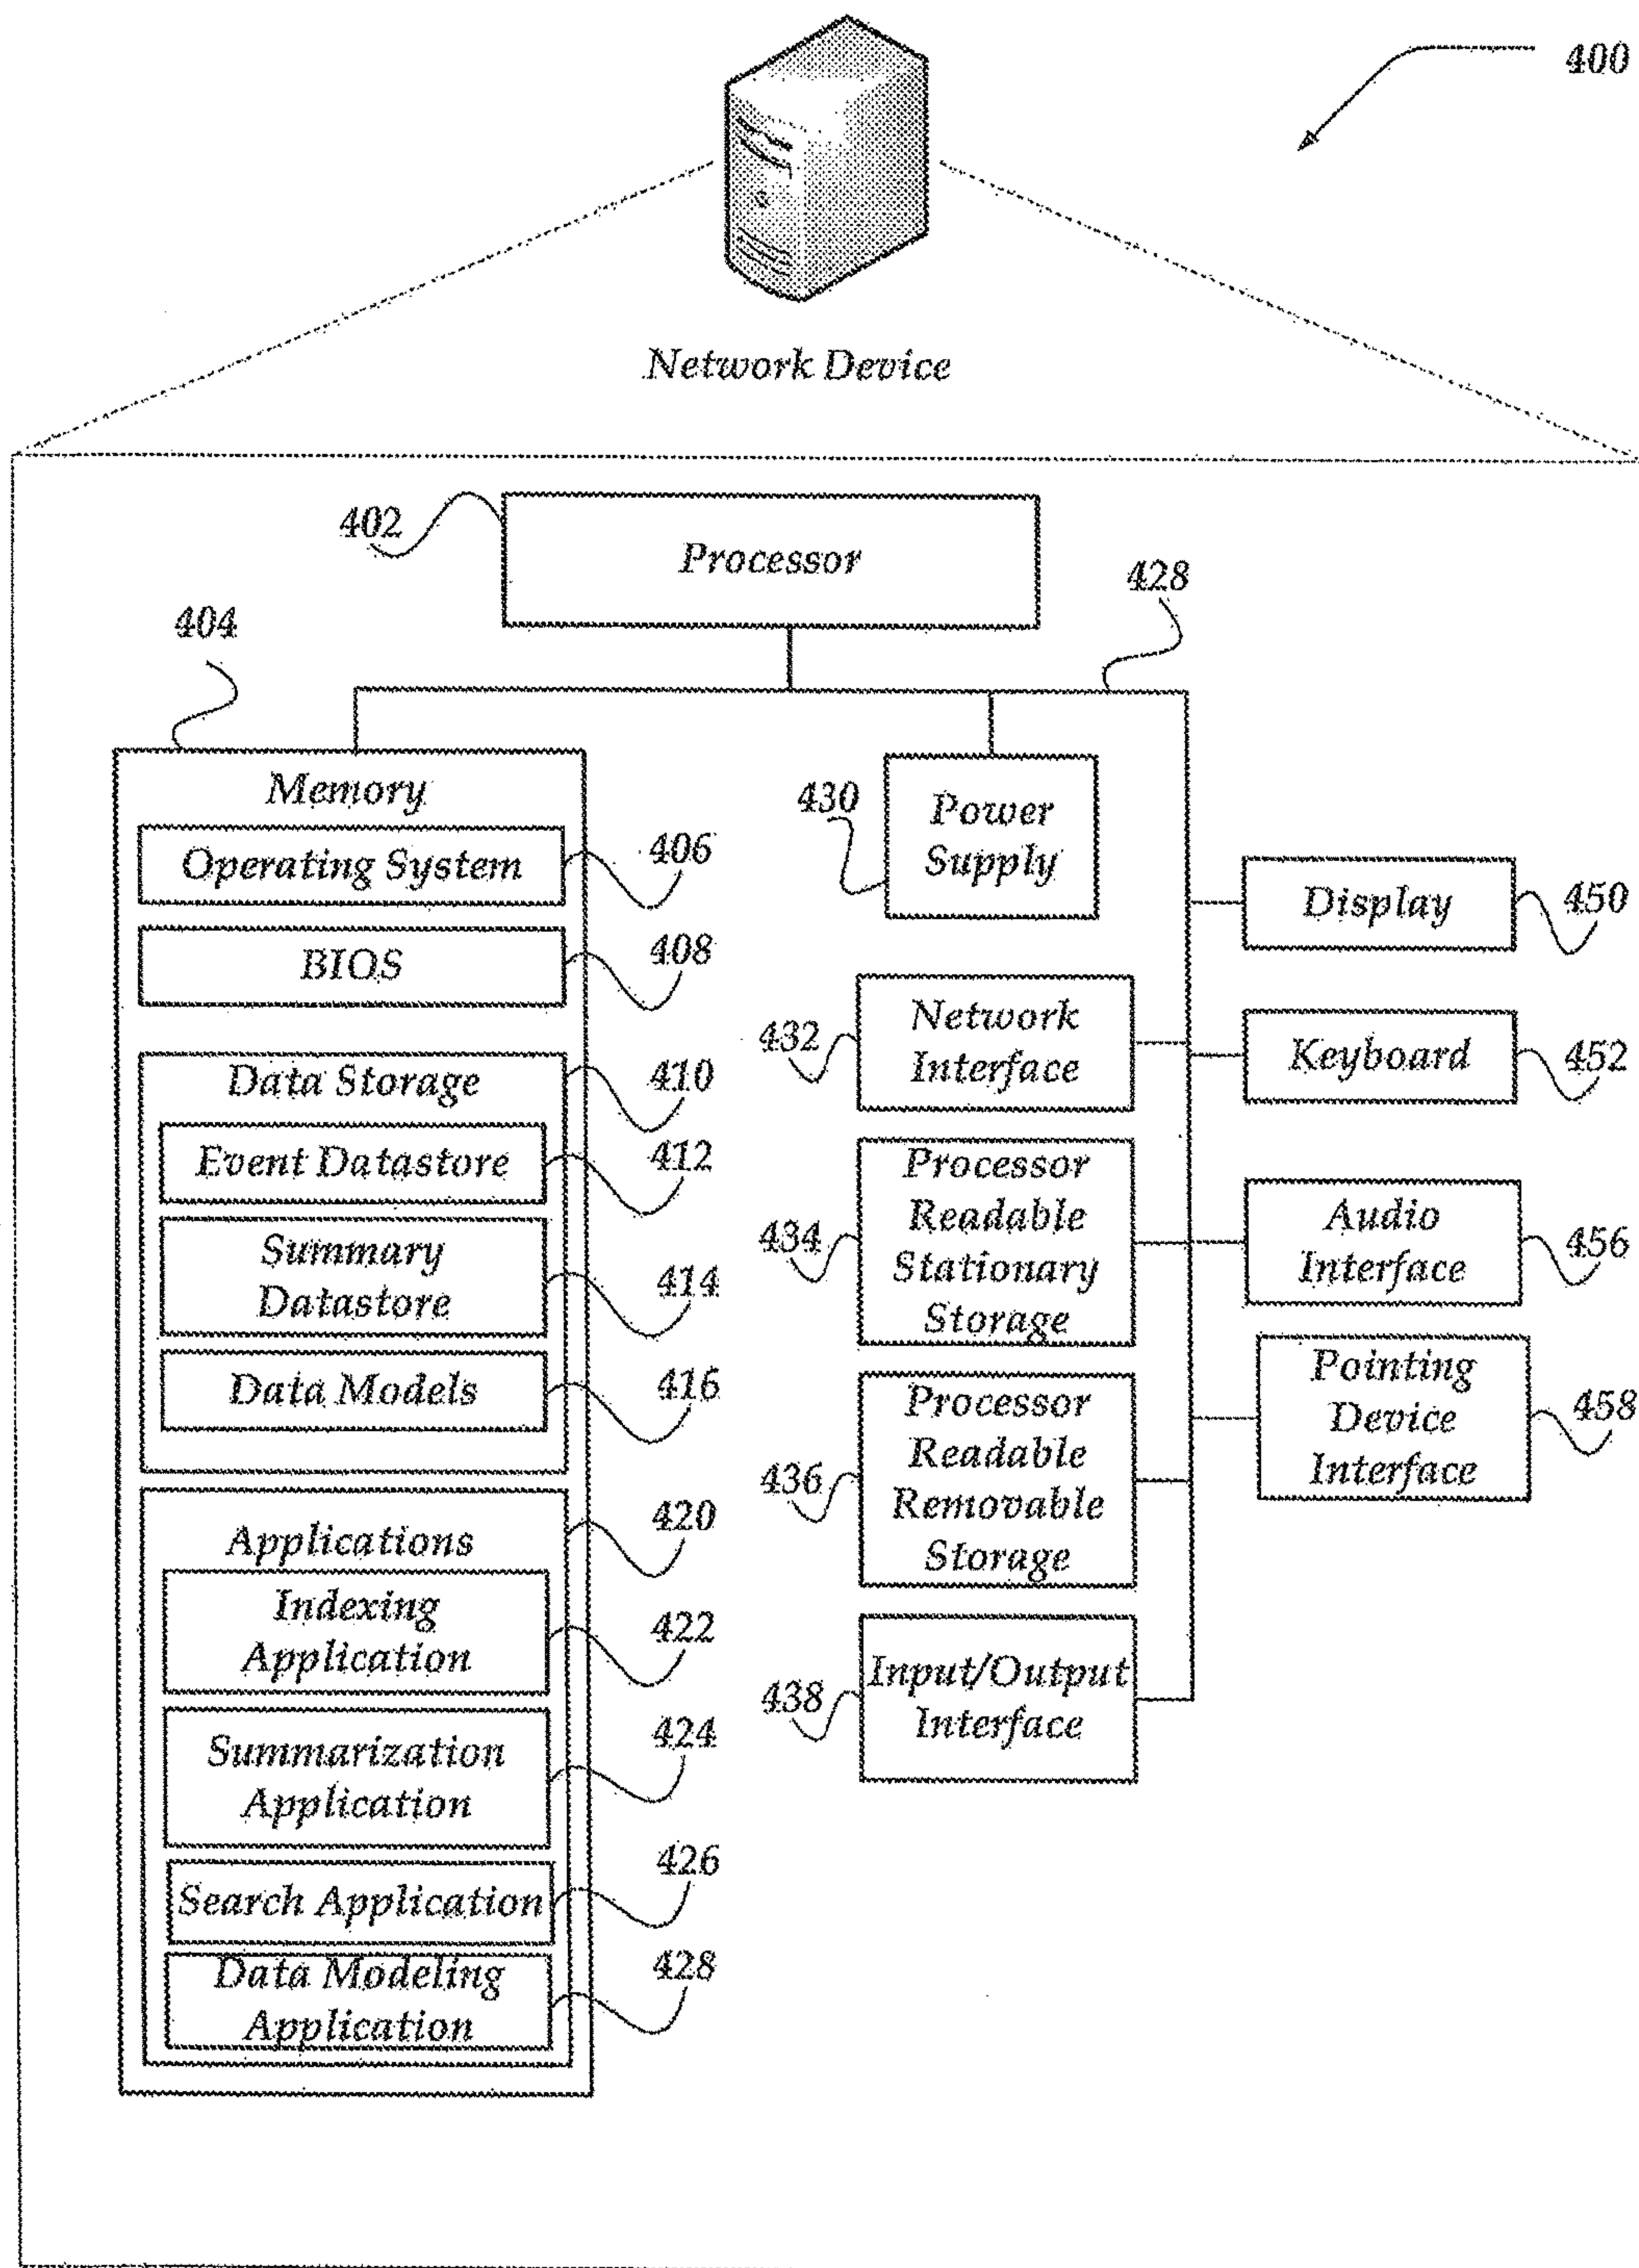 400
Network Device
402
Processor
428
404
Memory
Operating System
406
BIOS
408
Data Storage
410
Event Datastore
412
Summary
Datastore
414
Data Models
416
Applications
420
Indexing
Application
422
Summarization
Application
424
Search Application
426
Data Modeling
Application
428
430
Power
Supply
432
Network
Interface
434
Processor
Readable
Stationary
Storage
436
Processor
Readable
Removable
Storage
438
Input/Output
Interface
Display
450
Keyboard
452
Audio
Interface
456
Pointing
Device
Interface
458